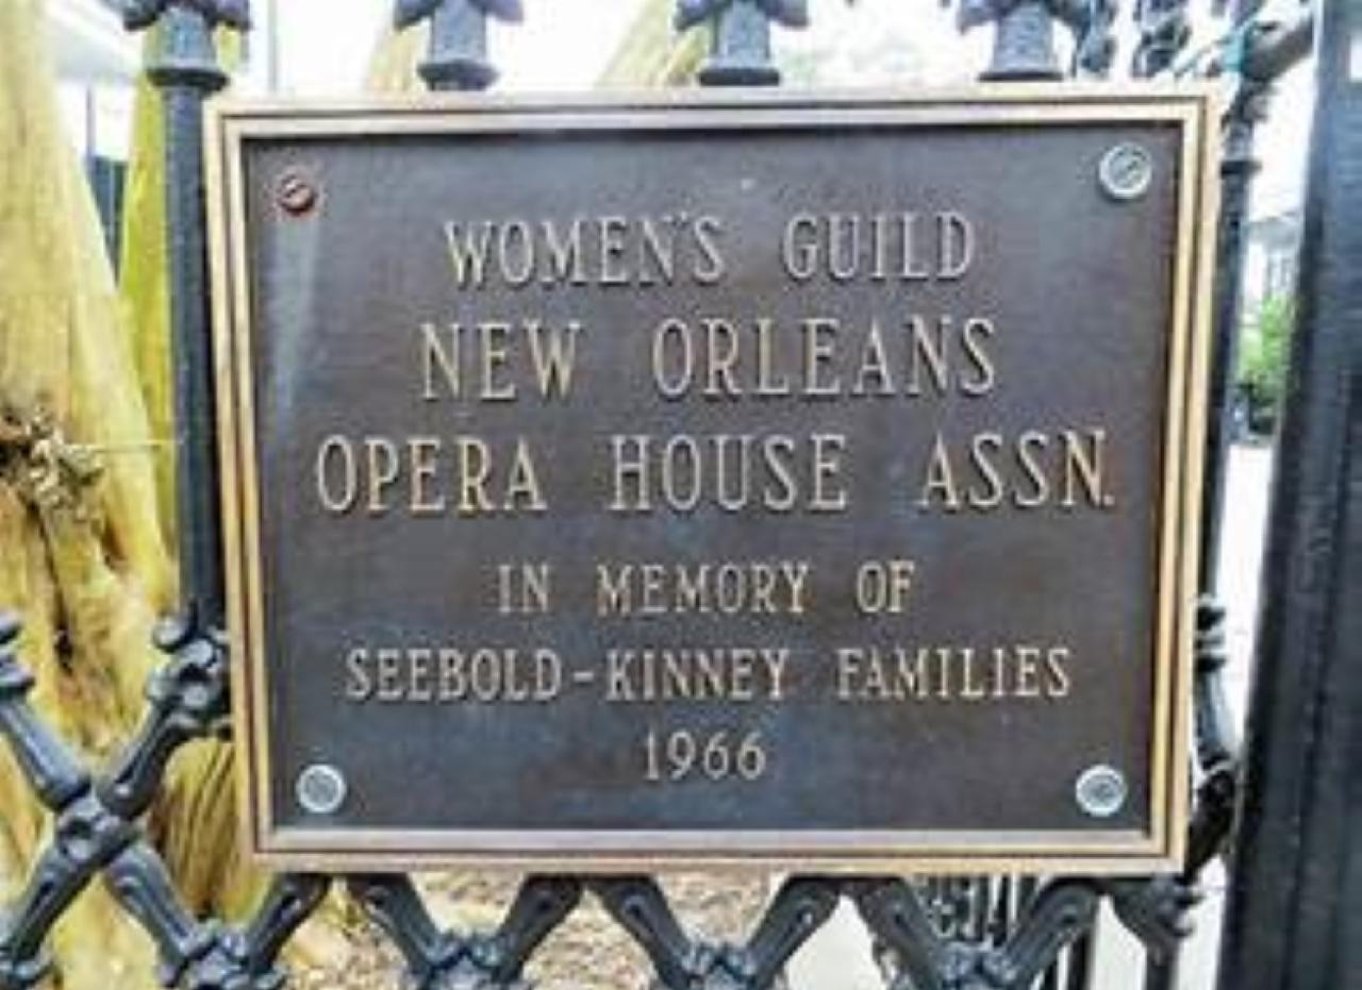 WOMEN'S GUILD
NEW ORLEANS
OPERA HOUSE ASSN.
IN MEMORY OF
SEEBOLD-KINNEY FAMILIES
1966